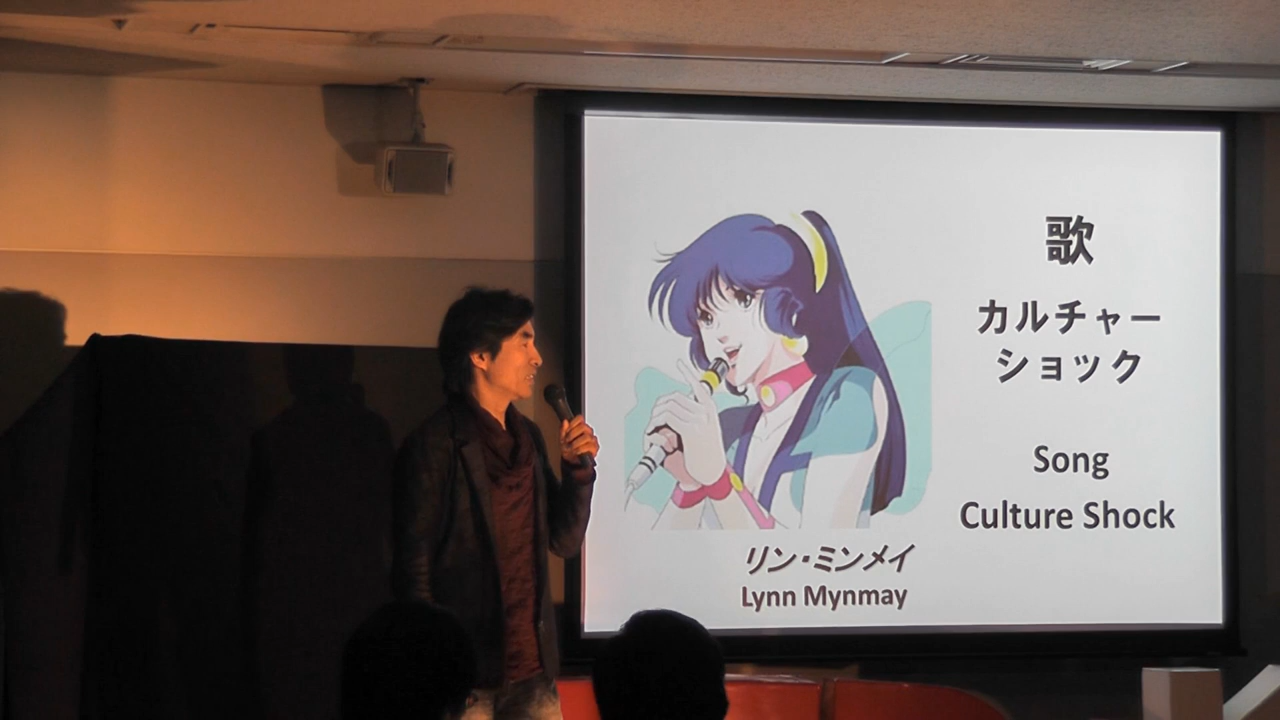 歌
カルチャー
ショック
Song
Culture Shock
リン・ミンメイ
Lynn Mynmay